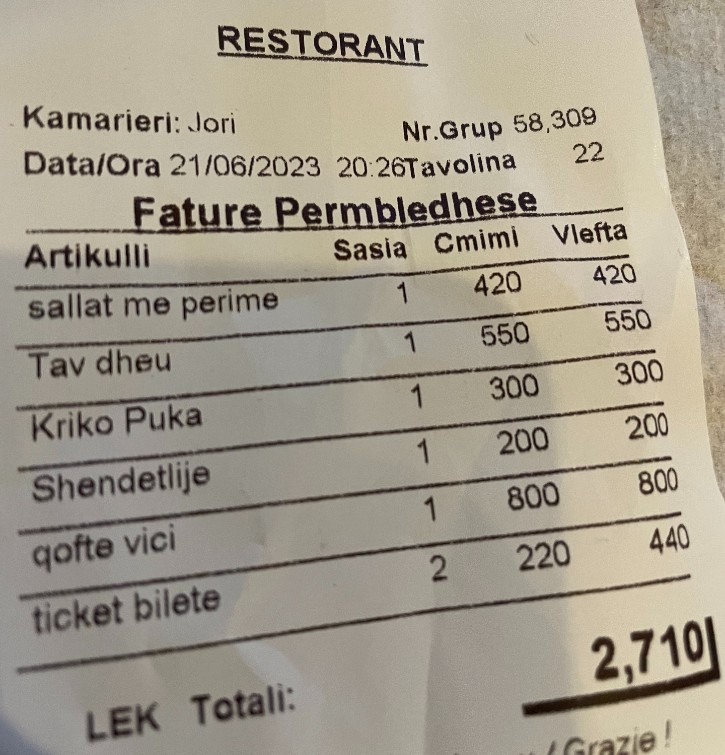 RESTORANT
Kamarieri: Jori Nr.Grup 58,309
Data/Ora 21/06/2023 20:26 Tavolina 22
Fature Permbledhese
Artikulli Sasia Cmimi Vlefta
sallat me perime 1 420 420
Tav dheu 1 550 550
Kriko Puka 1 300 300
Shendetlije 1 200 200
qofte vici 1 800 800
ticket bilete 2 220 440
LEK Totali: 2,710
/ Grazie !